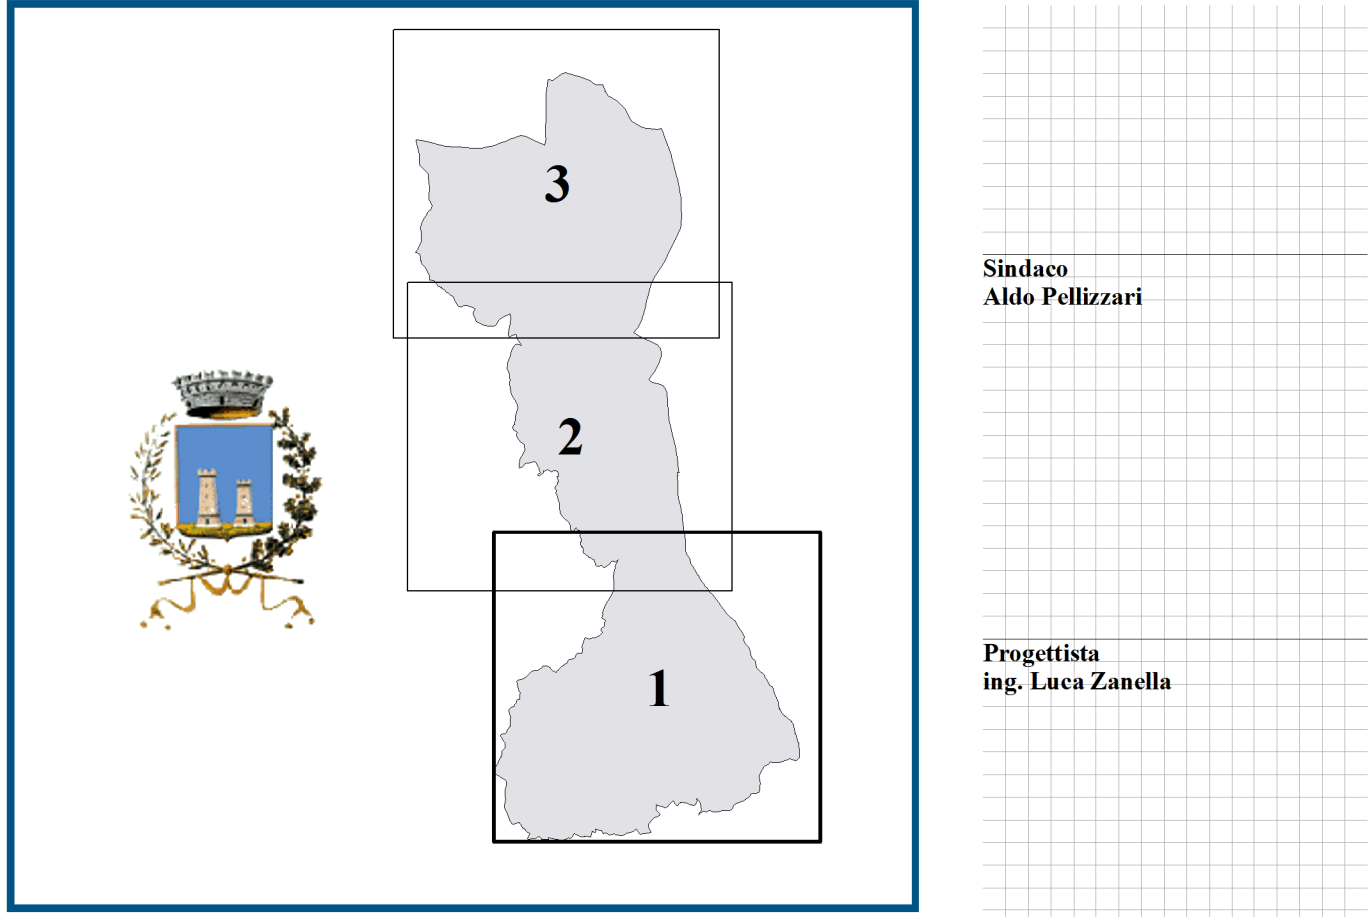 3
2
1
Sindaco
Aldo Pellizzari
Progettista
ing. Luca Zanella